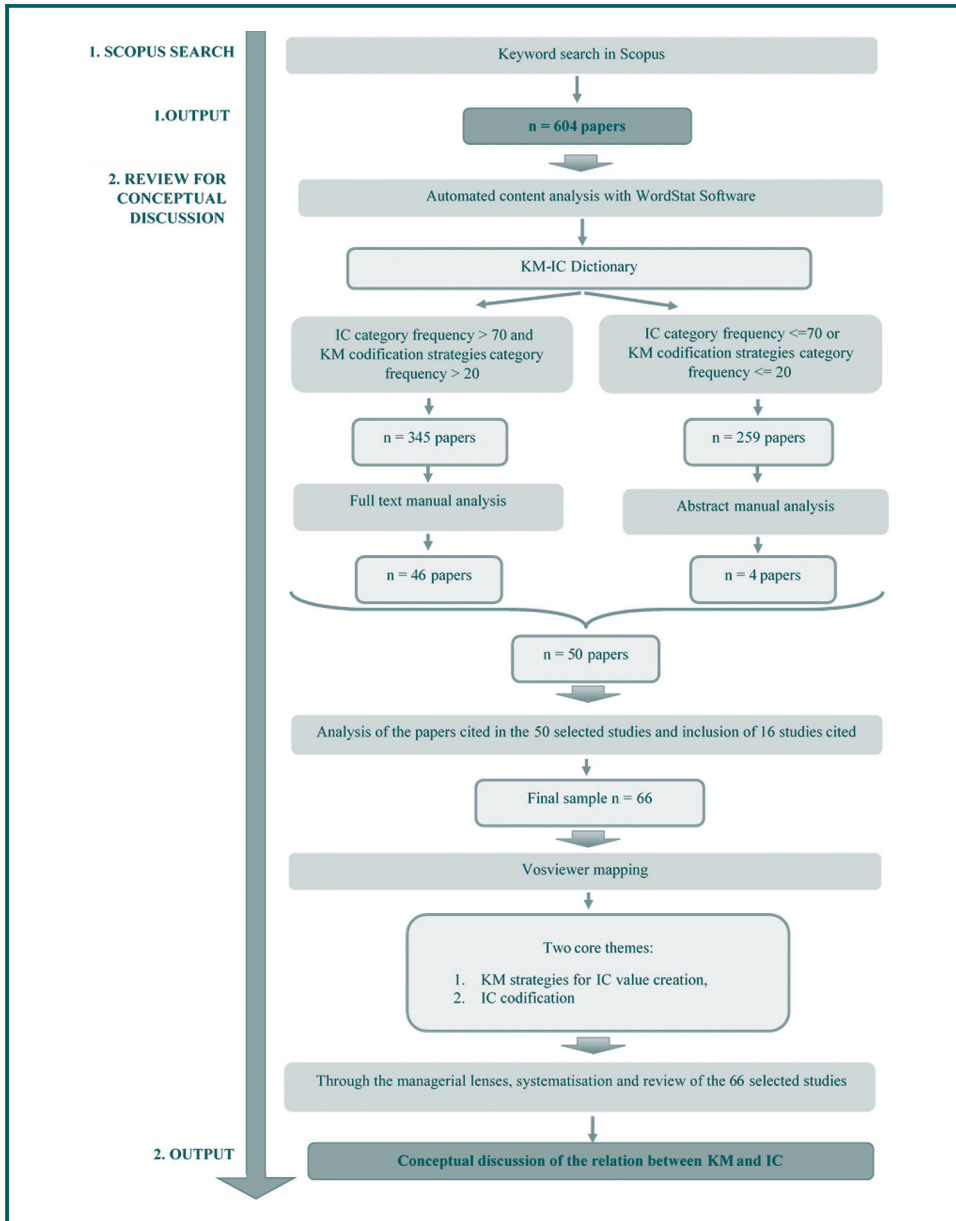 1. SCOPUS SEARCH
Keyword search in Scopus
1.OUTPUT
n = 604 papers
2. REVIEW FOR
CONCEPTUAL
DISCUSSION
Automated content analysis with WordStat Software
KM-IC Dictionary
IC category frequency > 70 and
KM codification strategies category
frequency > 20
IC category frequency <=70 or
KM codification strategies category
frequency <= 20
n = 345 papers
n = 259 papers
Full text manual analysis
Abstract manual analysis
n = 46 papers
n = 4 papers
n = 50 papers
Analysis of the papers cited in the 50 selected studies and inclusion of 16 studies cited
Final sample n = 66
Vosviewer mapping
Two core themes:
1. KM strategies for IC value creation,
2. IC codification
Through the managerial lenses, systematisation and review of the 66 selected studies
2. OUTPUT
Conceptual discussion of the relation between KM and IC